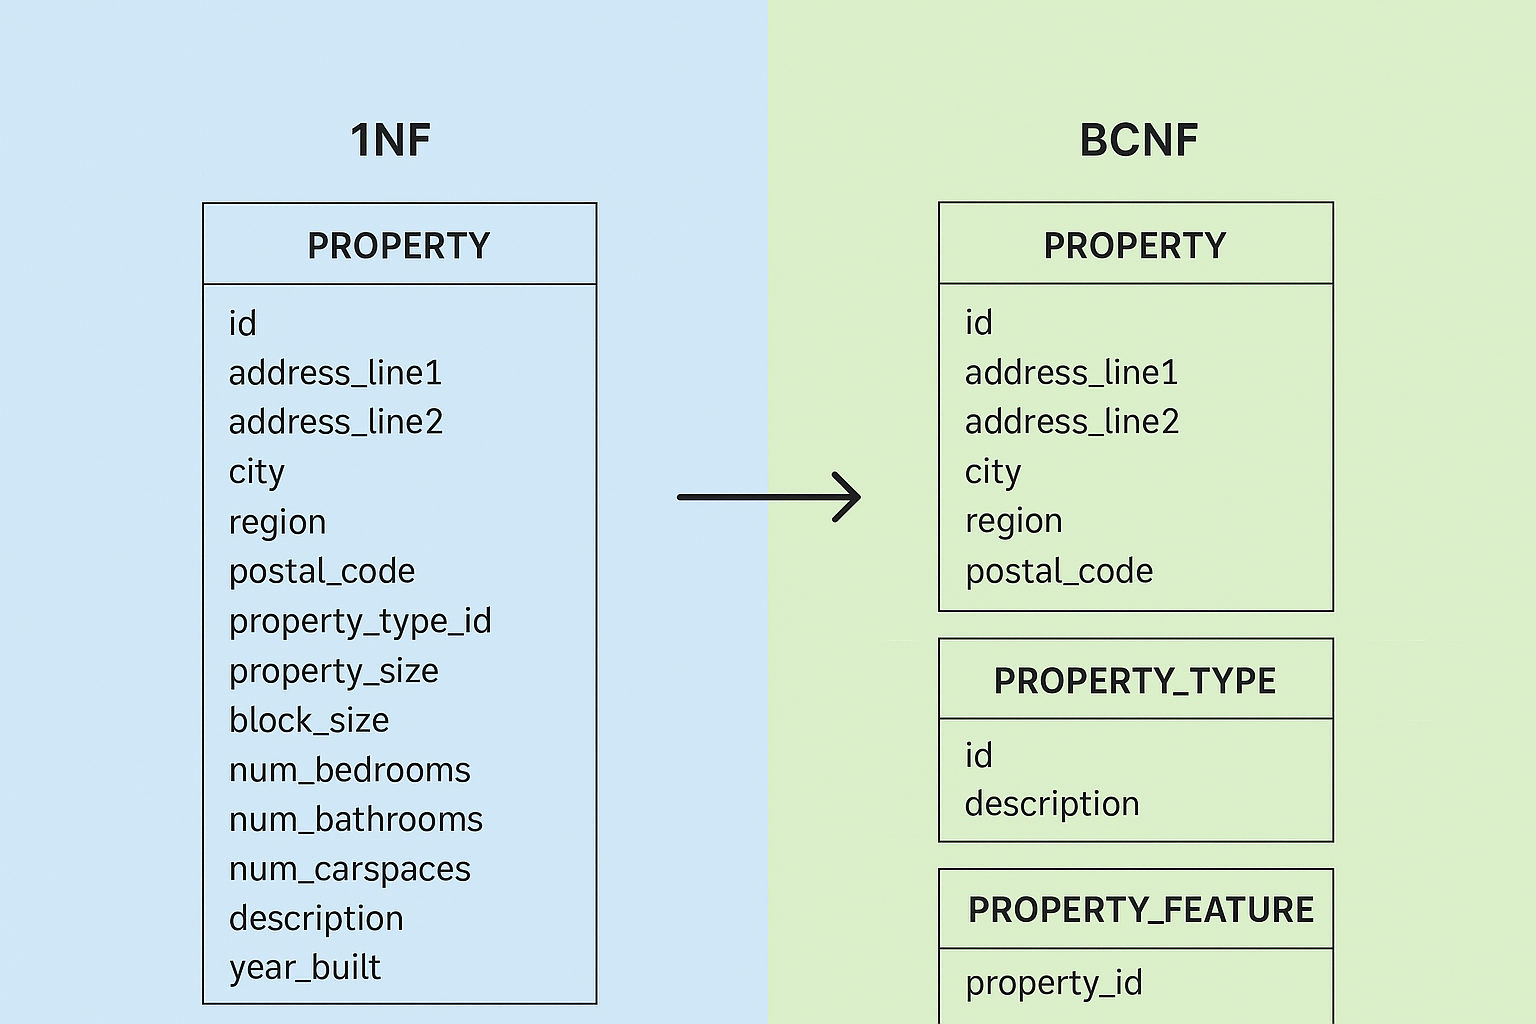 1NF
PROPERTY
id
address_line1
address_line2
city
region
postal_code
property_type_id
property_size
block_size
num_bedrooms
num_bathrooms
num_carspaces
description
year_built
BCNF
PROPERTY
id
address_line1
address_line2
city
region
postal_code
PROPERTY_TYPE
id
description
PROPERTY_FEATURE
property_id